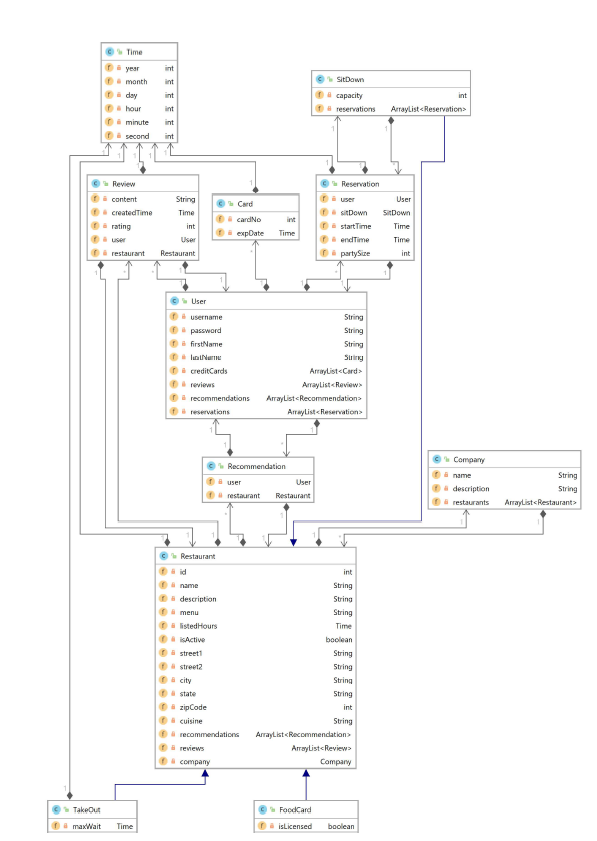 Time
year int
month int
day int
hour int
minute int
second int
SitDown
capacity int
reservations ArrayList<Reservation>
Review
content String
createdTime Time
rating int
user User
restaurant Restaurant
Card
cardNo int
expDate Time
Reservation
user User
sitDown SitDown
startTime Time
endTime Time
partySize int
User
username String
password String
firstName String
lastName String
creditCards ArrayList<Card>
reviews ArrayList<Review>
recommendations ArrayList<Recommendation>
reservations ArrayList<Reservation>
Recommendation
user User
restaurant Restaurant
Company
name String
description String
restaurants ArrayList<Restaurant>
Restaurant
id int
name String
description String
menu String
listedHours Time
isActive boolean
street1 String
street2 String
city String
state String
zipCode int
cuisine String
recommendations ArrayList<Recommendation>
reviews ArrayList<Review>
company Company
TakeOut
maxWait Time
FoodCard
isLicensed boolean